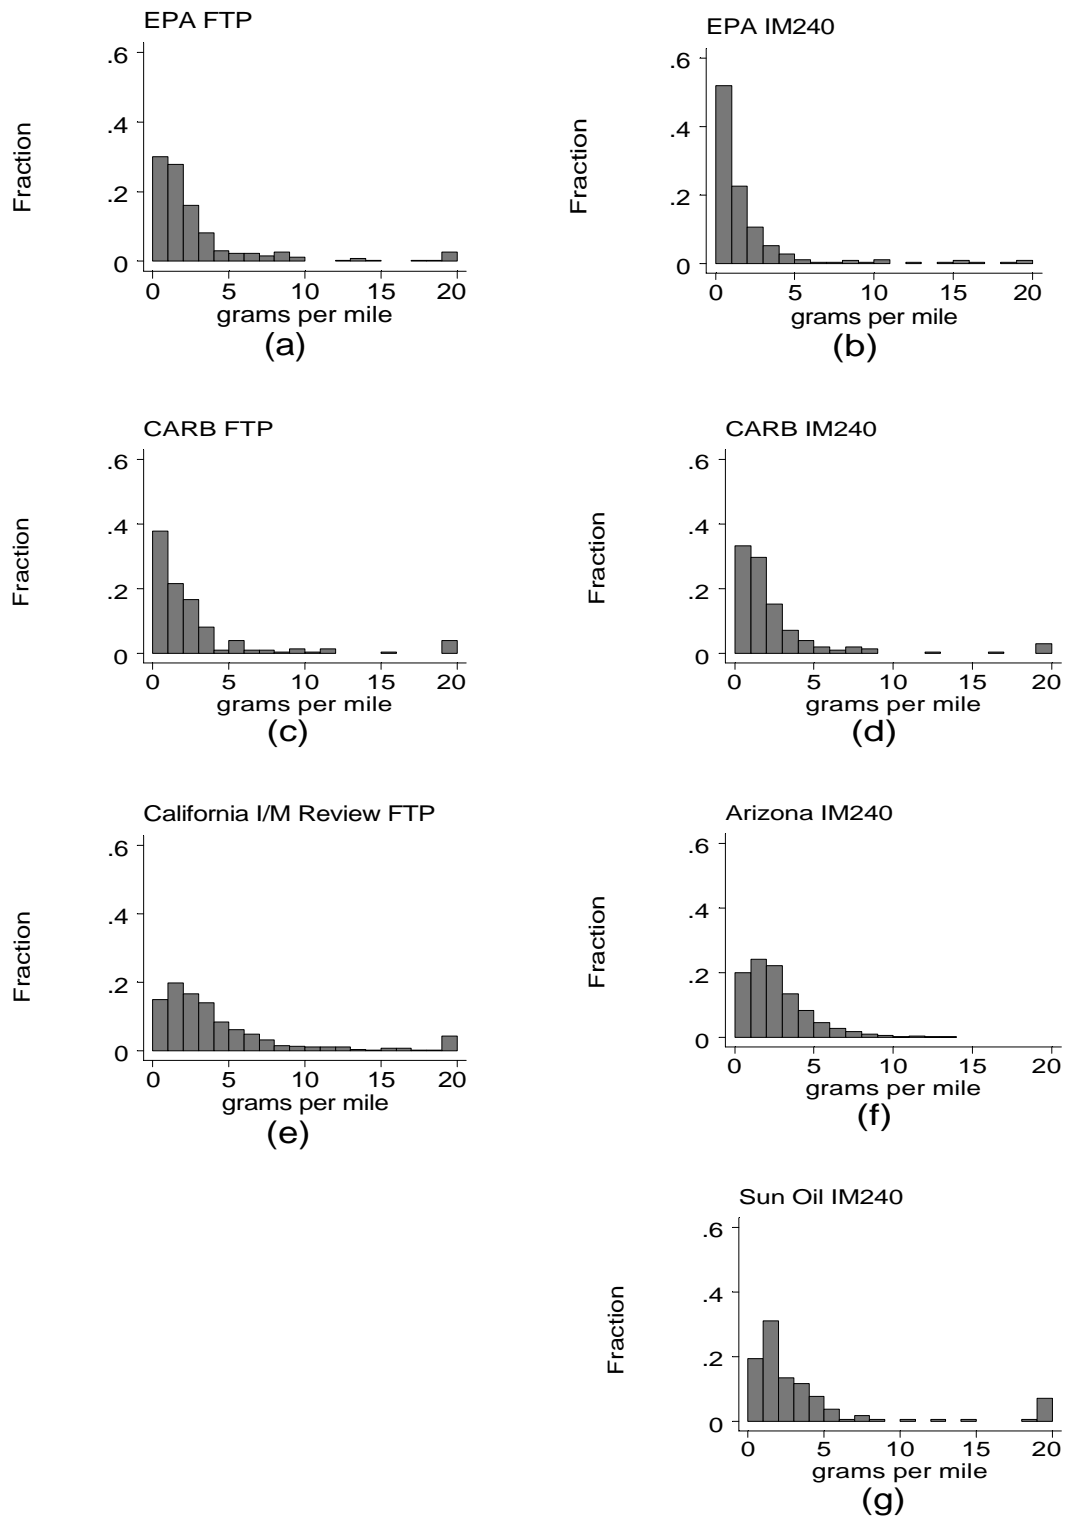 EPA FTP
.6
.4
.2
0
Fraction
0 5 10 15 20
grams per mile
(a)
EPA IM240
.6
.4
.2
0
Fraction
0 5 10 15 20
grams per mile
(b)
CARB FTP
.6
.4
.2
0
Fraction
0 5 10 15 20
grams per mile
(c)
CARB IM240
.6
.4
.2
0
Fraction
0 5 10 15 20
grams per mile
(d)
California I/M Review FTP
.6
.4
.2
0
Fraction
0 5 10 15 20
grams per mile
(e)
Arizona IM240
.6
.4
.2
0
Fraction
0 5 10 15 20
grams per mile
(f)
Sun Oil IM240
.6
.4
.2
0
Fraction
0 5 10 15 20
grams per mile
(g)